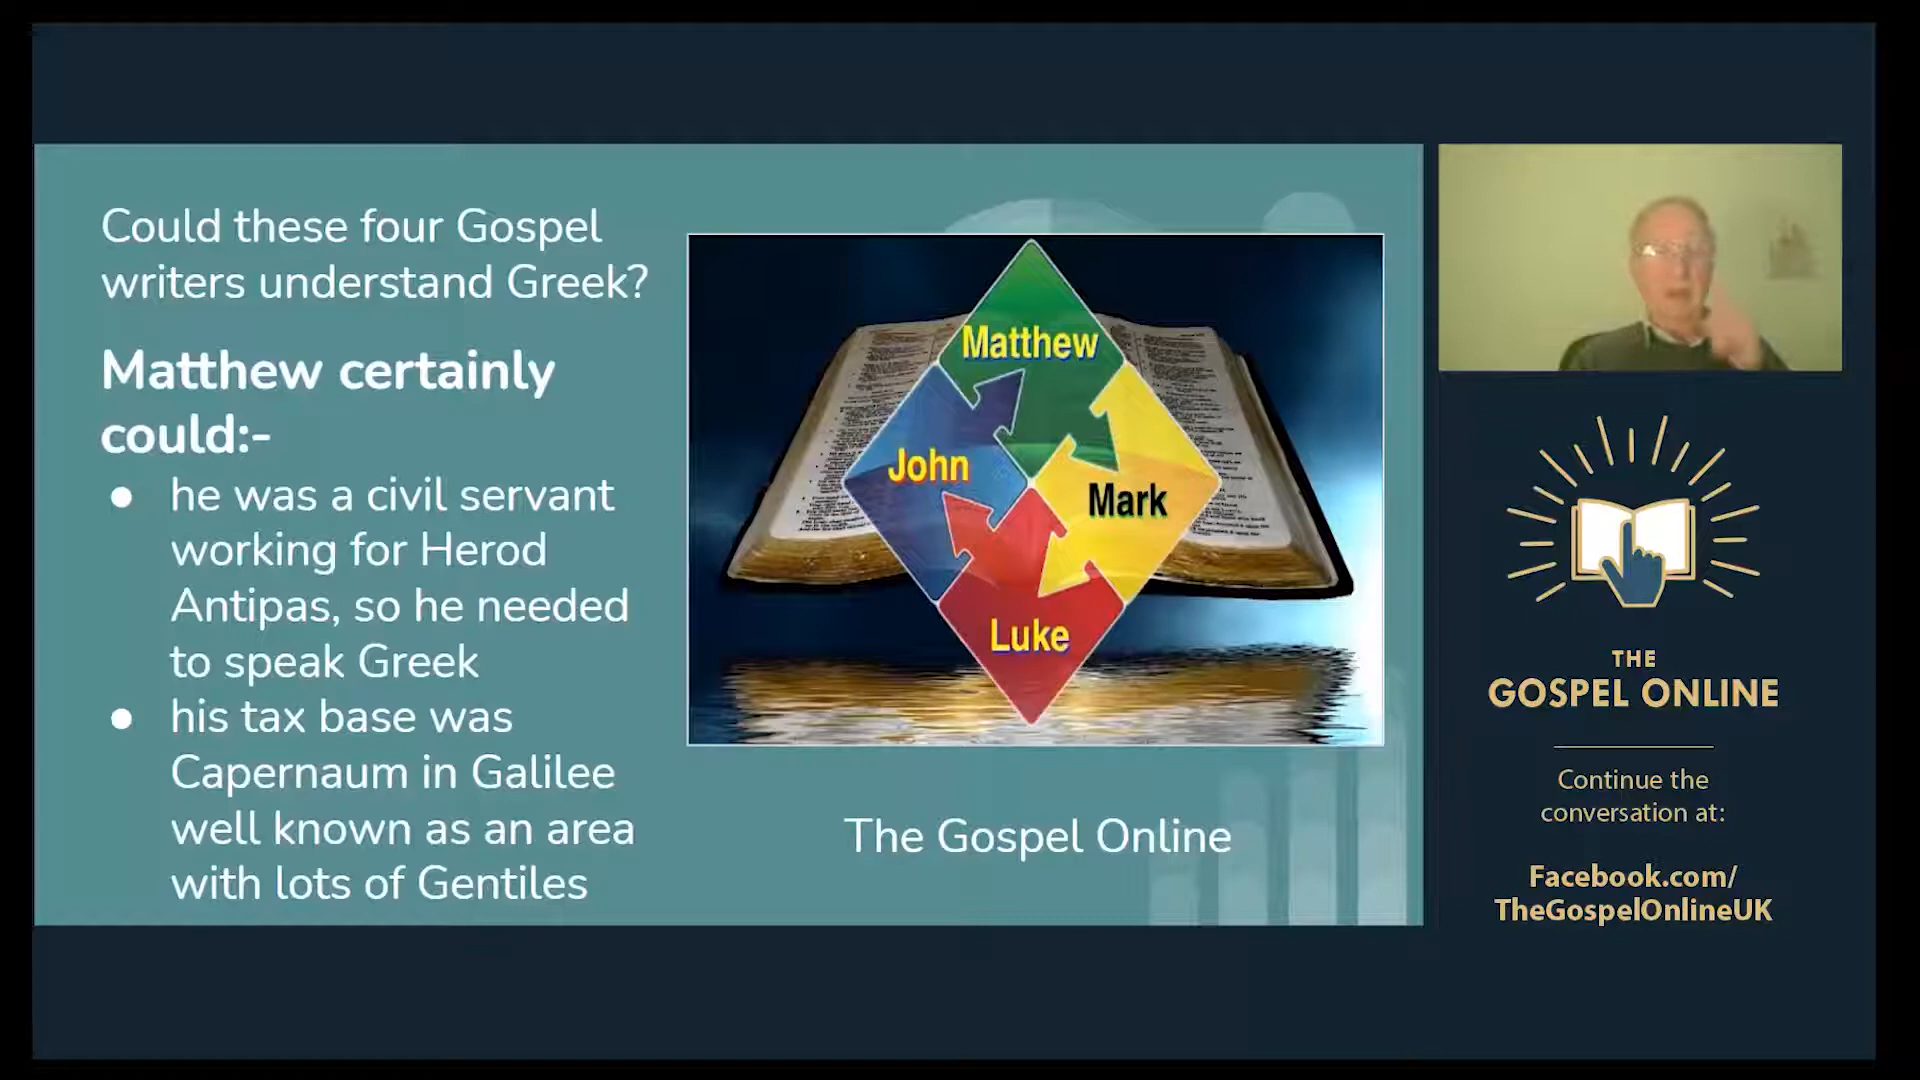 Could these four Gospel
writers understand Greek?
Matthew certainly
could:-
● he was a civil servant
working for Herod
Antipas, so he needed
to speak Greek
● his tax base was
Capernaum in Galilee
well known as an area
with lots of Gentiles
Matthew
John
Mark
Luke
The Gospel Online
THE
GOSPEL ONLINE
Continue the
conversation at:
Facebook.com/
TheGospelOnlineUK